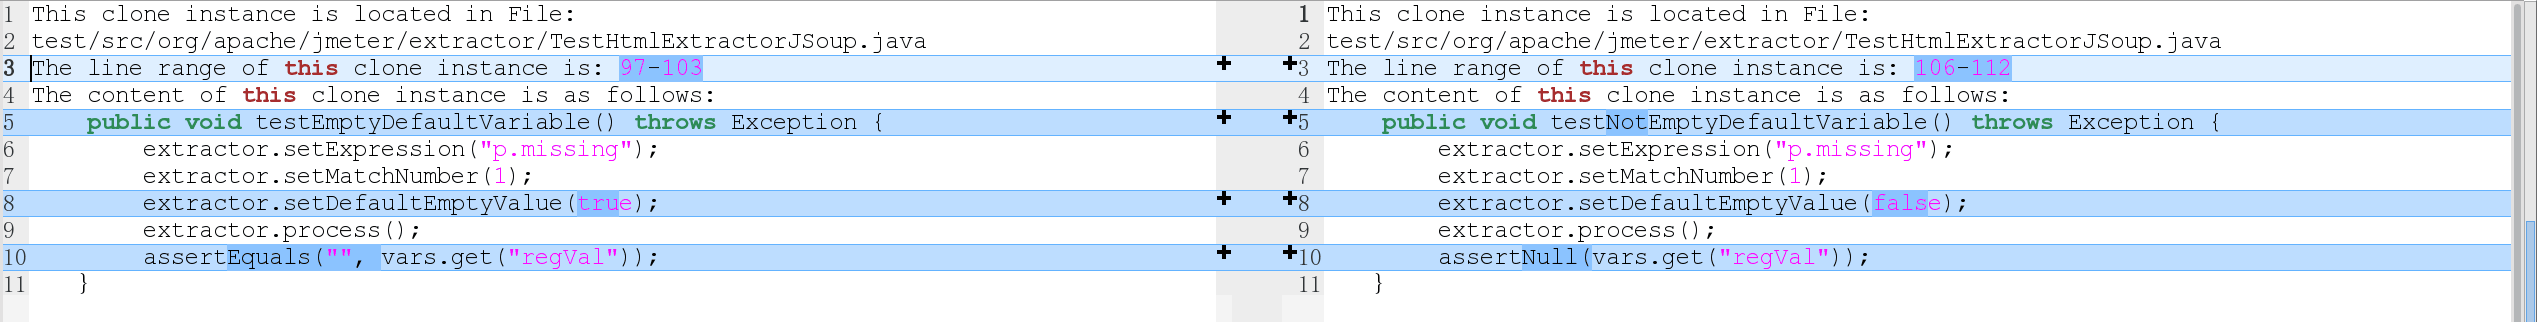 1 This clone instance is located in File:
2 test/src/org/apache/jmeter/extractor/TestHtmlExtractorJSoup.java
3 The line range of this clone instance is: 97-103
4 The content of this clone instance is as follows:
5     public void testEmptyDefaultVariable() throws Exception {
6         extractor.setExpression("p.missing");
7         extractor.setMatchNumber(1);
8         extractor.setDefaultEmptyValue(true);
9         extractor.process();
10         assertEquals("", vars.get("regVal"));
11     }
1 This clone instance is located in File:
2 test/src/org/apache/jmeter/extractor/TestHtmlExtractorJSoup.java
3 The line range of this clone instance is: 106-112
4 The content of this clone instance is as follows:
5     public void testNotEmptyDefaultVariable() throws Exception {
6         extractor.setExpression("p.missing");
7         extractor.setMatchNumber(1);
8         extractor.setDefaultEmptyValue(false);
9         extractor.process();
10         assertNull(vars.get("regVal"));
11     }